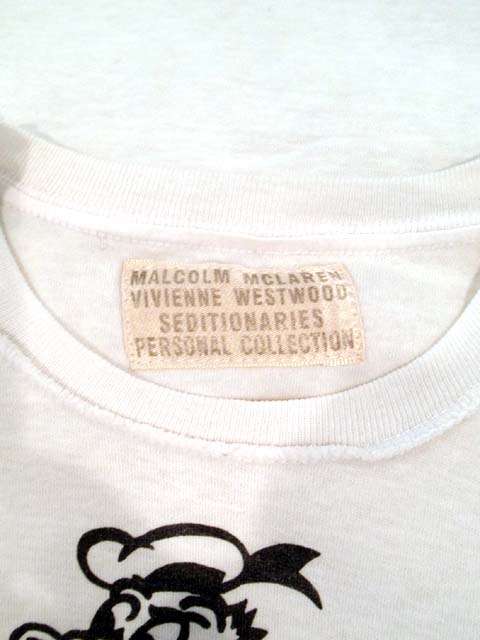 MALCOLM MCLAREN
VIVIENNE WESTWOOD
SEDITIONARIES
PERSONAL COLLECTION